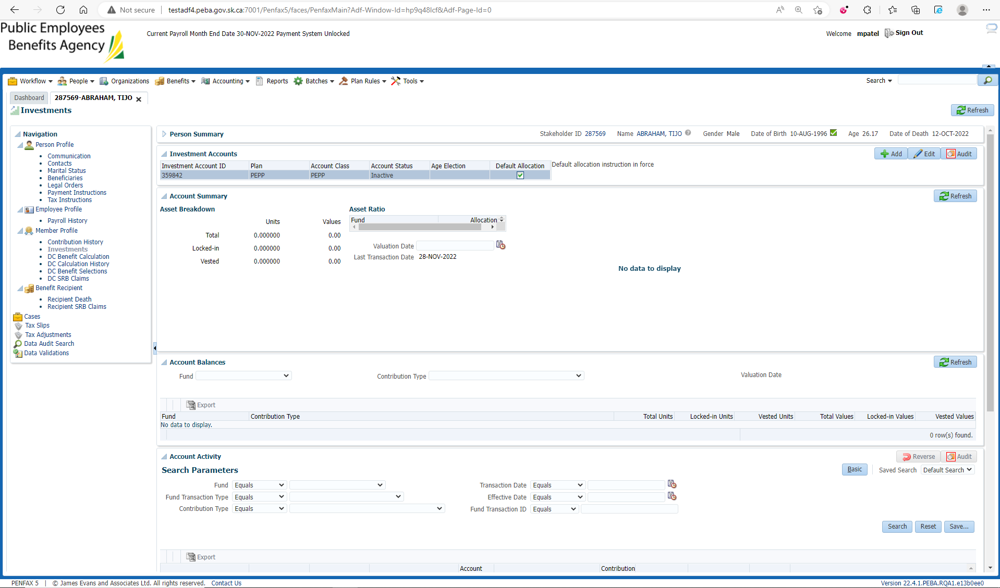 Not secure
testadf4.peba.gov.sk.ca:7001/Penfax5/faces/PenfaxMain?Adf-Window-Id=hp9q48lcf&Adf-Page-Id=0
Public Employees
Benefits Agency
Current Payroll Month End Date 30-NOV-2022 Payment System Unlocked
Welcome mpatel Sign Out
Workflow People Organizations Benefits Accounting Reports Batches Plan Rules Tools Search
Dashboard 287569-ABRAHAM, TIJO
Investments
Refresh
Navigation
Person Profile
Communication
Contacts
Marital Status
Beneficiaries
Legal Orders
Payment Instructions
Tax Instructions
Employee Profile
Payroll History
Member Profile
Contribution History
Investments
DC Benefit Calculation
DC Calculation History
DC Benefit Selections
DC SRB Claims
Benefit Recipient
Recipient Death
Recipient SRB Claims
Cases
Tax Slips
Tax Adjustments
Data Audit Search
Data Validations
Person Summary Stakeholder ID 287569 Name ABRAHAM, TIJO Gender Male Date of Birth 10-AUG-1996 Age 26.17 Date of Death 12-OCT-2022
Investment Accounts Add Edit Audit
Investment Account ID Plan Account Class Account Status Age Election Default Allocation Default allocation instruction in force
359842 PEPP PEPP Inactive
Account Summary Refresh
Asset Breakdown
Units Values
Total 0.000000 0.00
Locked-in 0.000000 0.00
Vested 0.000000 0.00
Asset Ratio
Fund Allocation
Valuation Date
Last Transaction Date 28-NOV-2022
No data to display
Account Balances Refresh
Fund Contribution Type Valuation Date
Export
Fund Contribution Type Total Units Locked-in Units Vested Units Total Values Locked-in Values Vested Values
No data to display.
0 row(s) found.
Account Activity Reverse Audit
Search Parameters Basic Saved Search Default Search
Fund Equals Transaction Date Equals
Fund Transaction Type Equals Effective Date Equals
Contribution Type Equals Fund Transaction ID Equals
Search Reset Save...
Export
Account Contribution
PENFAX 5 | © James Evans and Associates Ltd. All rights reserved. Contact Us Version 22.4.1.PEBA.RQA1.e13b0ee0